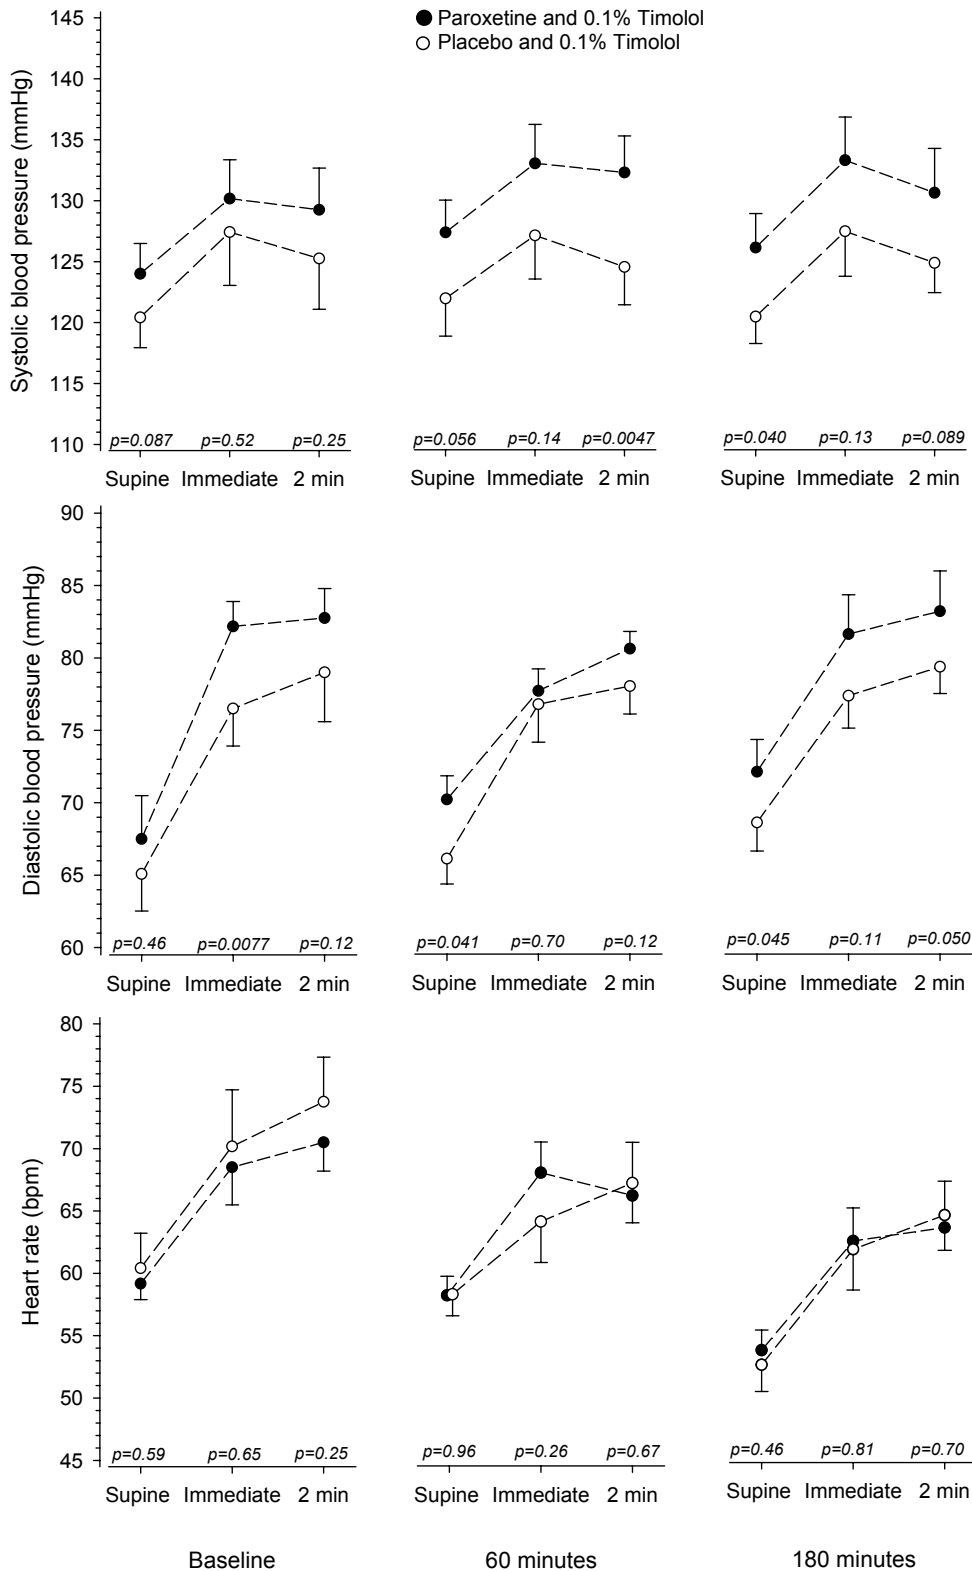 Paroxetine and 0.1% Timolol
Placebo and 0.1% Timolol
Systolic blood pressure (mmHg)
145
140
135
130
125
120
115
110
p=0.087 p=0.52 p=0.25
p=0.056 p=0.14 p=0.0047
p=0.040 p=0.13 p=0.089
Supine Immediate 2 min
Supine Immediate 2 min
Supine Immediate 2 min
Diastolic blood pressure (mmHg)
90
85
80
75
70
65
60
p=0.46 p=0.0077 p=0.12
p=0.041 p=0.70 p=0.12
p=0.045 p=0.11 p=0.050
Supine Immediate 2 min
Supine Immediate 2 min
Supine Immediate 2 min
Heart rate (bpm)
80
75
70
65
60
55
50
45
p=0.59 p=0.65 p=0.25
p=0.96 p=0.26 p=0.67
p=0.46 p=0.81 p=0.70
Supine Immediate 2 min
Supine Immediate 2 min
Supine Immediate 2 min
Baseline
60 minutes
180 minutes